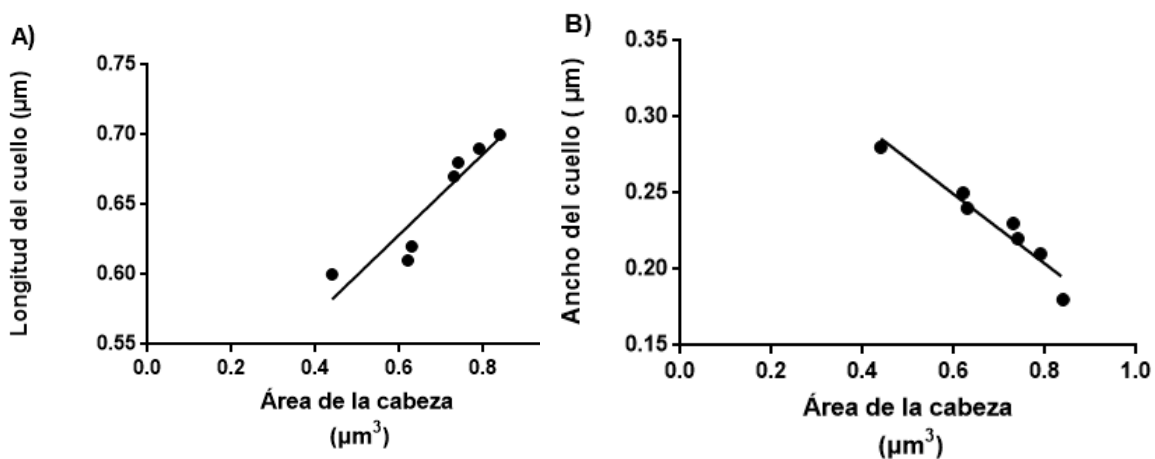 A)
Longitud del cuello (μm)
0.75
0.70
0.65
0.60
0.55
0.0 0.2 0.4 0.6 0.8
Área de la cabeza
(μm³)
B)
Ancho del cuello ( μm)
0.35
0.30
0.25
0.20
0.15
0.0 0.2 0.4 0.6 0.8 1.0
Área de la cabeza
(μm³)